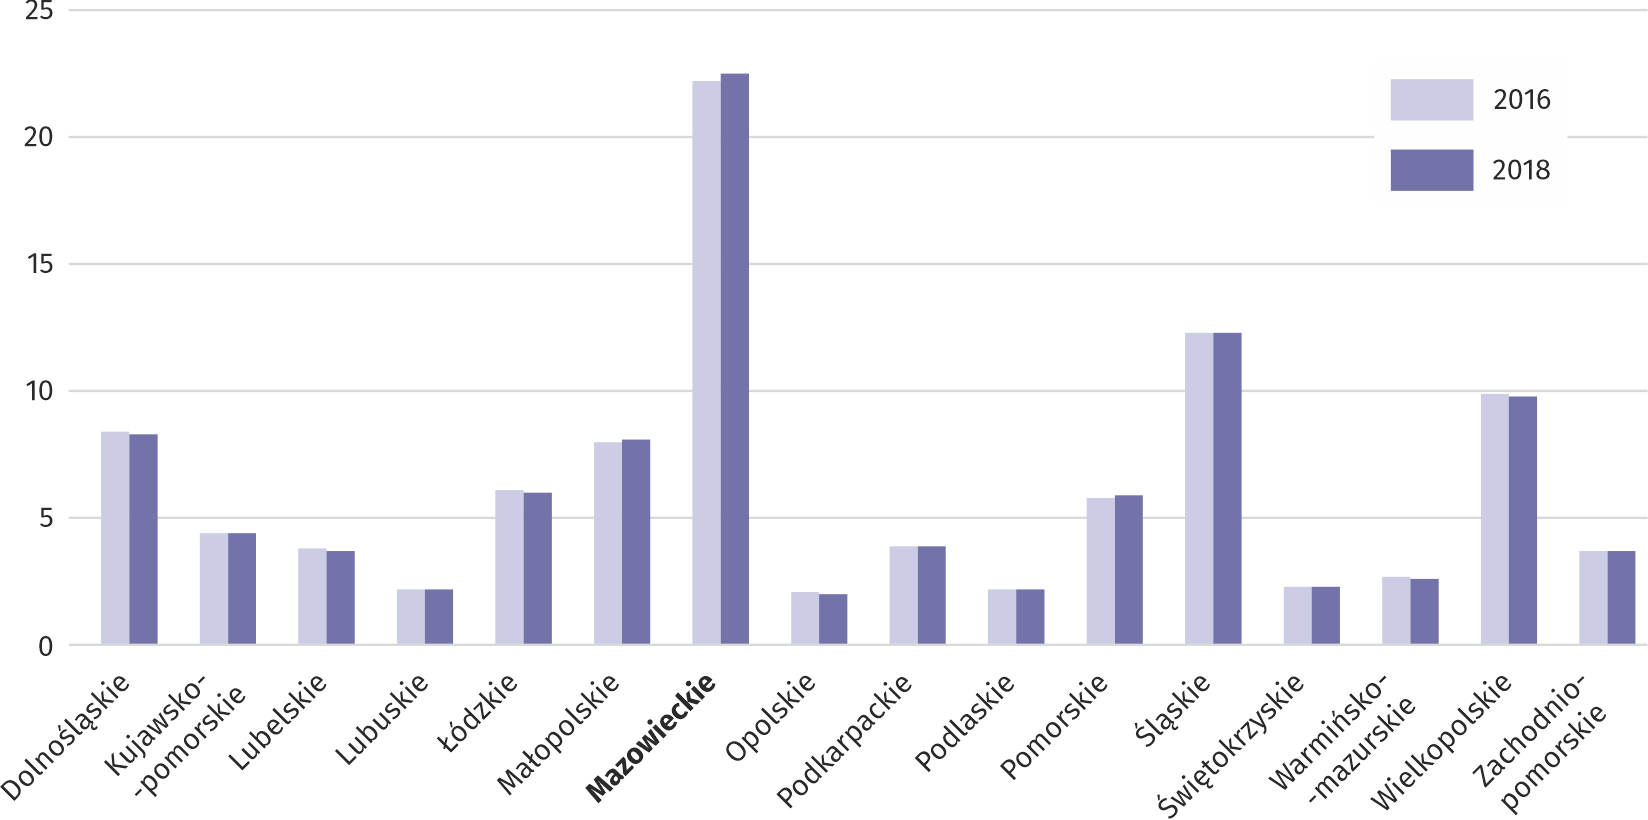 25
20
15
10
5
0
2016
2018
Dolnośląskie
Kujawsko-
-pomorskie
Lubelskie
Lubuskie
Łódzkie
Małopolskie
Mazowieckie
Opolskie
Podkarpackie
Podlaskie
Pomorskie
Śląskie
Świętokrzyskie
Warmińsko-
-mazurskie
Wielkopolskie
Zachodnio-
pomorskie